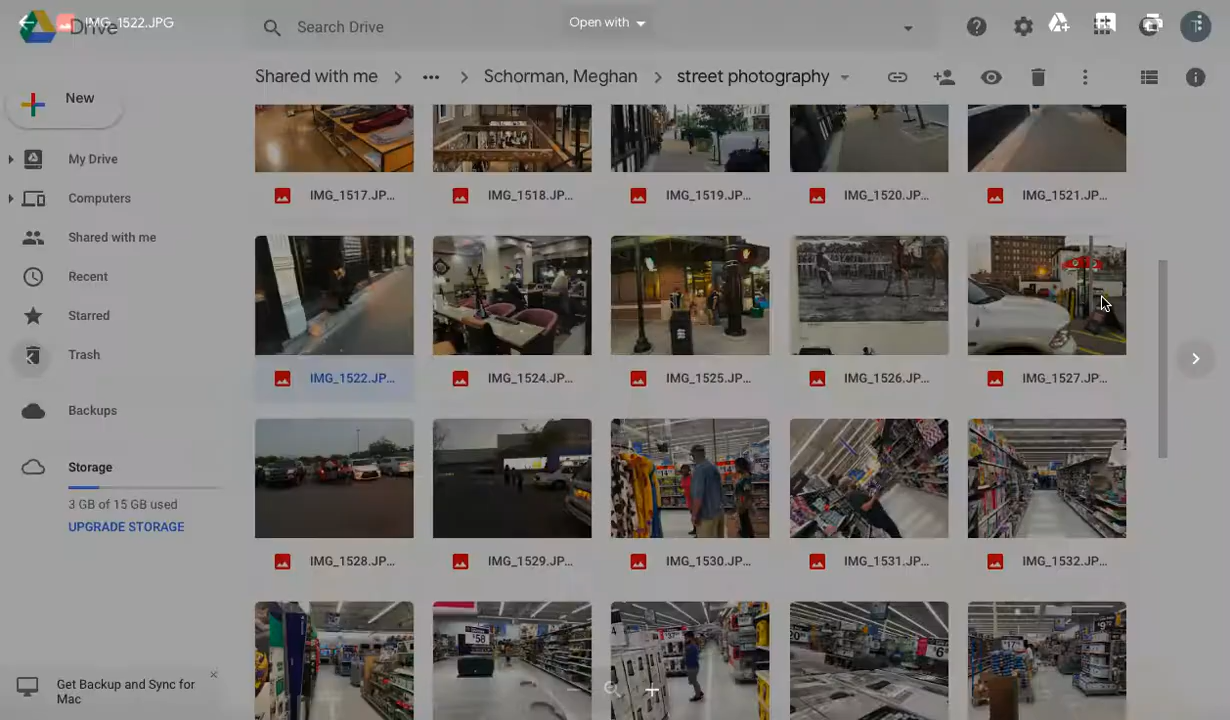 IMG_1522.JPG
Drive
Search Drive
Open with
T
New
Shared with me > ... > Schorman, Meghan > street photography
My Drive
Computers
Shared with me
Recent
Starred
Trash
Backups
Storage
3 GB of 15 GB used
UPGRADE STORAGE
Get Backup and Sync for
Mac
IMG_1517.JP...
IMG_1518.JP...
IMG_1519.JP...
IMG_1520.JP...
IMG_1521.JP...
IMG_1522.JP...
IMG_1524.JP...
IMG_1525.JP...
IMG_1526.JP...
IMG_1527.JP...
IMG_1528.JP...
IMG_1529.JP...
IMG_1530.JP...
IMG_1531.JP...
IMG_1532.JP...
$58